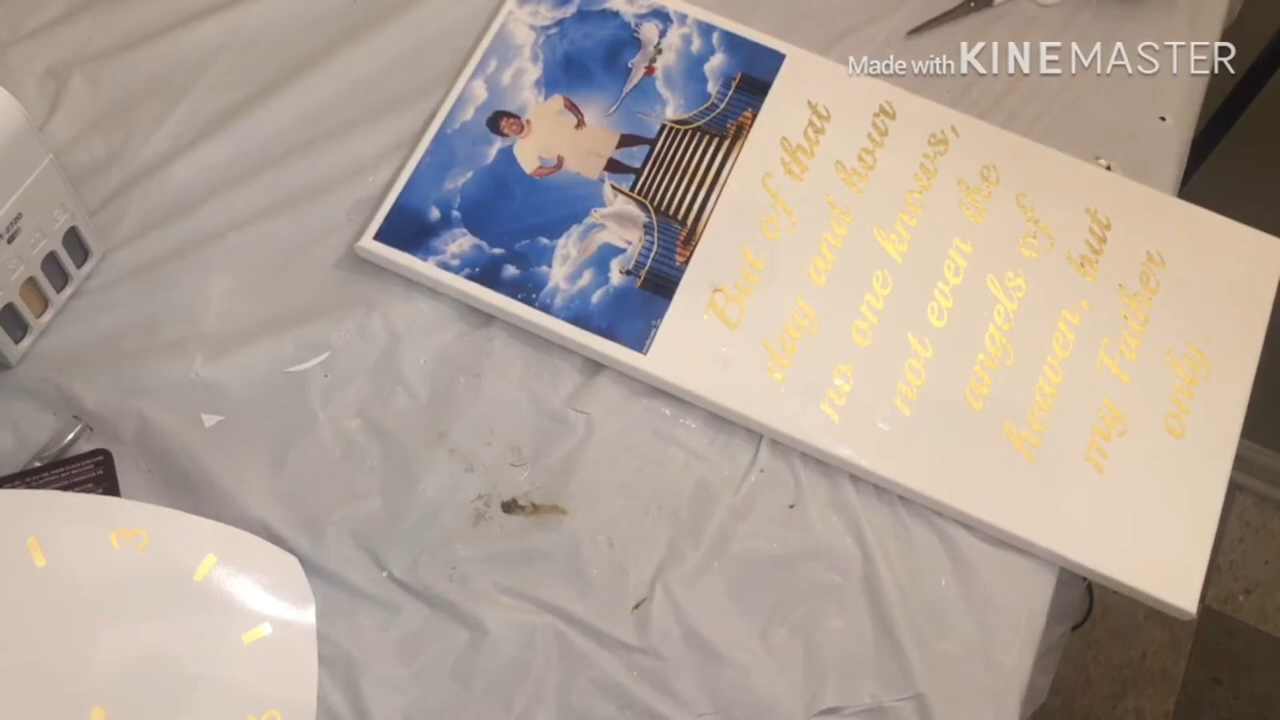 Made with KINEMASTER
But of that
day and hour
no one knows,
not even the
angels of
heaven, but
my Father
only
3